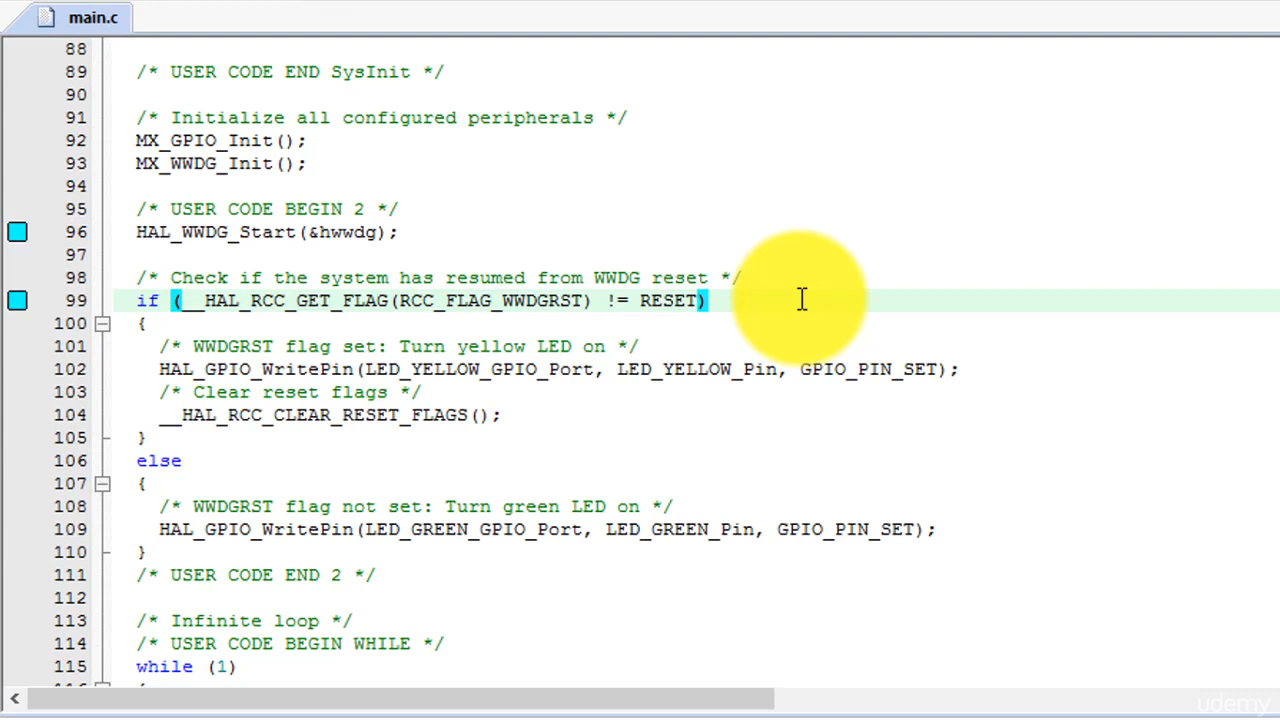 main.c
88
89 /* USER CODE END SysInit */
90
91 /* Initialize all configured peripherals */
92 MX_GPIO_Init();
93 MX_WWDG_Init();
94
95 /* USER CODE BEGIN 2 */
96 HAL_WWDG_Start(&hwwdg);
97
98 /* Check if the system has resumed from WWDG reset */
99 if (__HAL_RCC_GET_FLAG(RCC_FLAG_WWDGRST) != RESET)
100 {
101 /* WWDGRST flag set: Turn yellow LED on */
102 HAL_GPIO_WritePin(LED_YELLOW_GPIO_Port, LED_YELLOW_Pin, GPIO_PIN_SET);
103 /* Clear reset flags */
104 __HAL_RCC_CLEAR_RESET_FLAGS();
105 }
106 else
107 {
108 /* WWDGRST flag not set: Turn green LED on */
109 HAL_GPIO_WritePin(LED_GREEN_GPIO_Port, LED_GREEN_Pin, GPIO_PIN_SET);
110 }
111 /* USER CODE END 2 */
112
113 /* Infinite loop */
114 /* USER CODE BEGIN WHILE */
115 while (1)
udemy